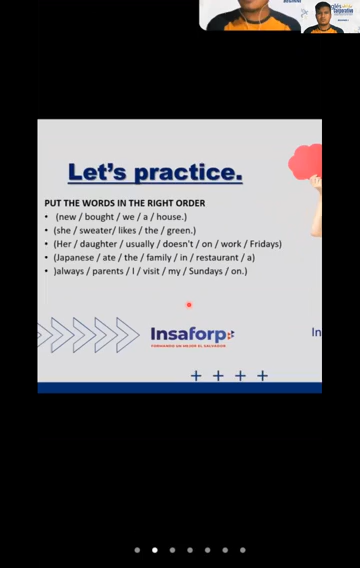 Let's practice.
PUT THE WORDS IN THE RIGHT ORDER
• (new / bought / we / a / house.)
• (she / sweater/ likes / the / green.)
• (Her / daughter / usually / doesn't / on / work / Fridays)
• (Japanese / ate / the / family / in / restaurant / a)
• )always / parents / I / visit / my / Sundays / on.)
Insaforp
FORMANDO UN MEJOR EL SALVADOR
In
+ + + +